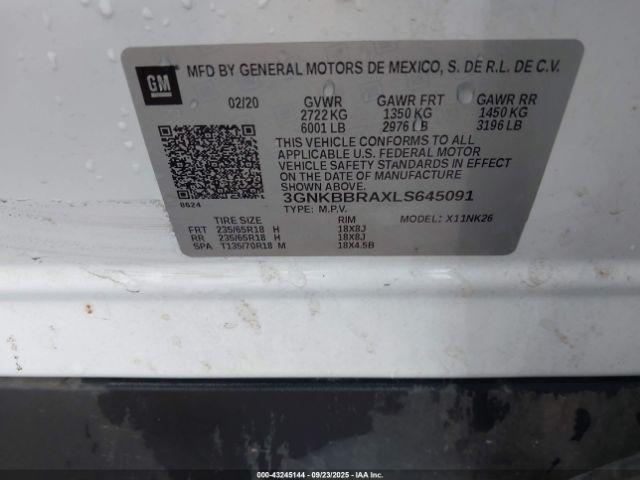 GM MFD BY GENERAL MOTORS DE MEXICO, S. DE R.L. DE C.V.
02/20 GVWR GAWR FRT GAWR RR
2722 KG 1350 KG 1450 KG
6001 LB 2976 LB 3196 LB
THIS VEHICLE CONFORMS TO ALL
APPLICABLE U.S. FEDERAL MOTOR
VEHICLE SAFETY STANDARDS IN EFFECT
ON THE DATE OF MANUFACTURE
SHOWN ABOVE.
0624 3GNKBBRAXLS645091
TYPE: M.P.V. MODEL: X11NK26
TIRE SIZE RIM
FRT 235/65R18 H 18X8J
RR 235/65R18 H 18X8J
SPA T135/70R18 M 18X4.5B
000-43245144 - 09/23/2025 - IAAI.COM